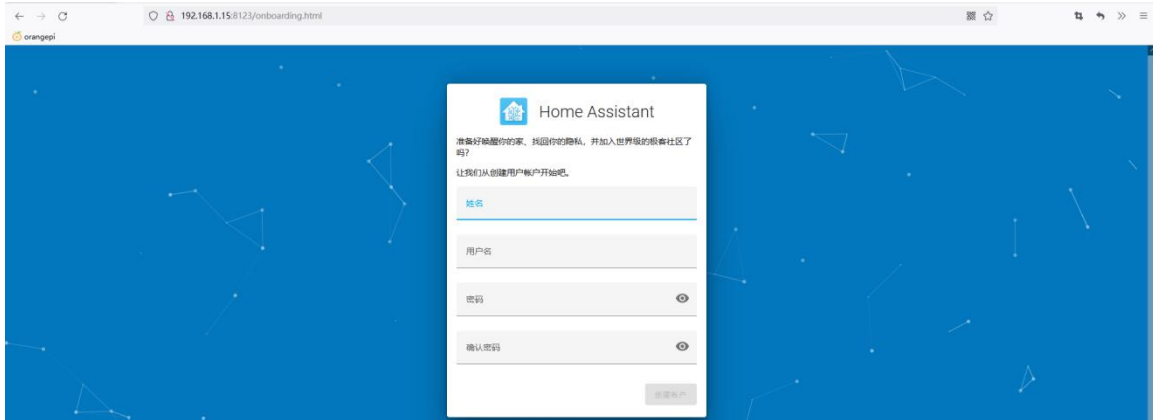 192.168.1.15:8123/onboarding.html
orangepi
Home Assistant
准备好唤醒你的家、找回你的隐私，并加入世界级的极客社区了
吗?
让我们从创建用户帐户开始吧。
姓名
用户名
密码
确认密码
创建帐户